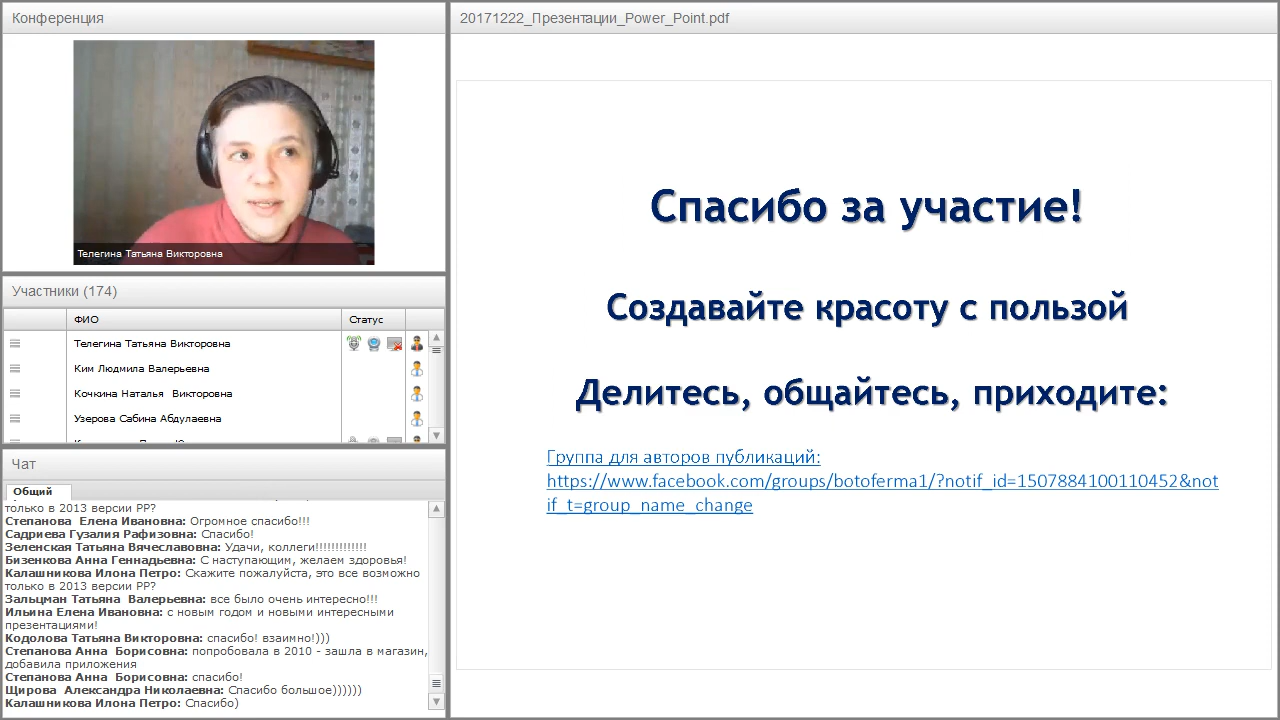 Конференция
Телегина Татьяна Викторовна
Участники (174)
ФИО Статус
Телегина Татьяна Викторовна
Ким Людмила Валерьевна
Кочкина Наталья Викторовна
Узерова Сабина Абдулаевна
Чат
Общий
только в 2013 версии PP?
Степанова Елена Ивановна: Огромное спасибо!!!
Садриева Гузалия Рафизовна: Спасибо!
Зеленская Татьяна Вячеславовна: Удачи, коллеги!!!!!!!!!!!!!
Бизенкова Анна Геннадьевна: С наступающим, желаем здоровья!
Калашникова Илона Петро: Скажите пожалуйста, это все возможно
только в 2013 версии PP?
Зальцман Татьяна Валерьевна: все было очень интересно!!!
Ильина Елена Ивановна: с новым годом и новыми интересными
презентациями!
Кодолова Татьяна Викторовна: спасибо! взаимно!)))
Степанова Анна Борисовна: попробовала в 2010 - зашла в магазин,
добавила приложения
Степанова Анна Борисовна: спасибо!
Щирова Александра Николаевна: Спасибо большое))))))
Калашникова Илона Петро: Спасибо)
20171222_Презентации_Power_Point.pdf
Спасибо за участие!
Создавайте красоту с пользой
Делитесь, общайтесь, приходите:
Группа для авторов публикаций:
https://www.facebook.com/groups/botoferma1/?notif_id=1507884100110452&not
if_t=group_name_change